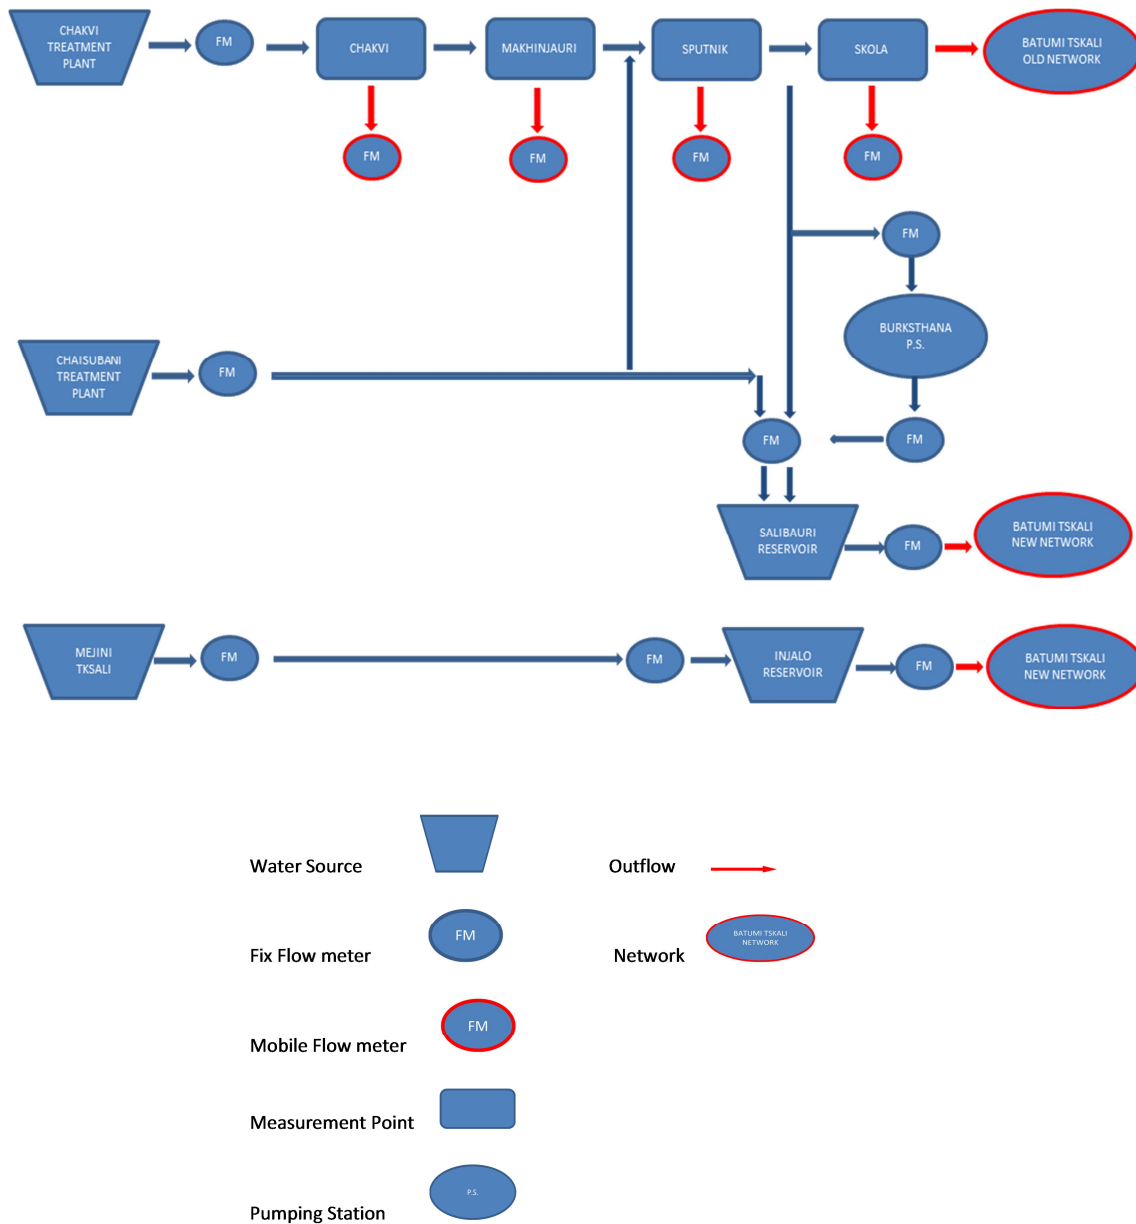 CHAKVI
TREATMENT
PLANT
FM
CHAKVI
MAKHINJAURI
SPUTNIK
SKOLA
BATUMI TSKALI
OLD NETWORK
FM
FM
FM
FM
FM
BURKSTHANA
P.S.
CHAISUBANI
TREATMENT
PLANT
FM
FM
FM
SALIBAURI
RESERVOIR
FM
BATUMI TSKALI
NEW NETWORK
MEJINI
TKSALI
FM
FM
INJALO
RESERVOIR
FM
BATUMI TSKALI
NEW NETWORK
Water Source
Outflow
Fix Flow meter
FM
Network
BATUMI TSKALI
NETWORK
Mobile Flow meter
FM
Measurement Point
Pumping Station
P.S.